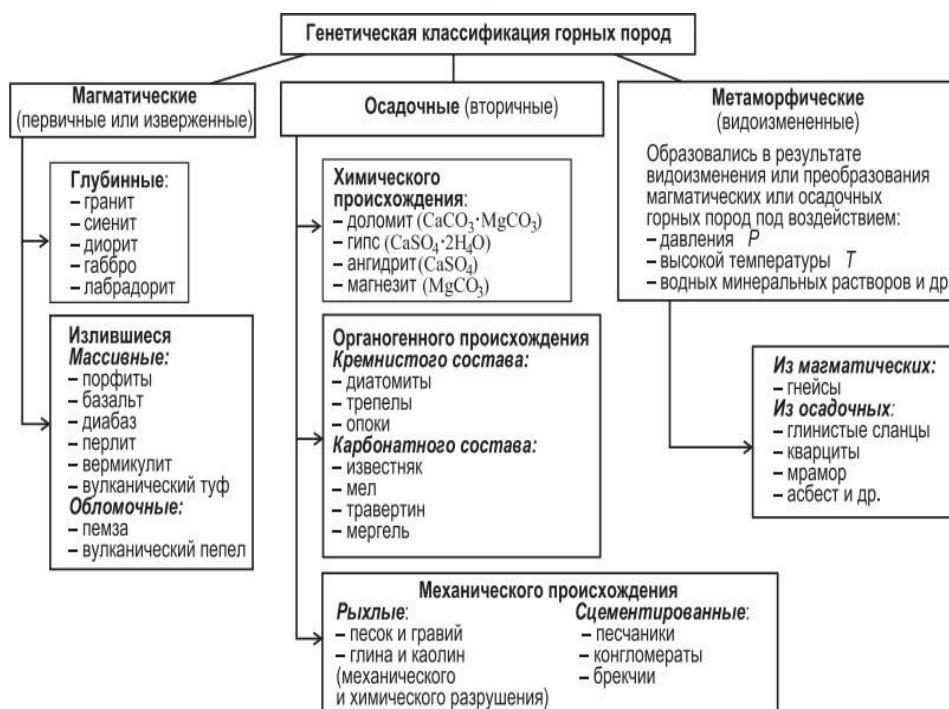 Генетическая классификация горных пород
Магматические
(первичные или изверженные)
Глубинные:
– гранит
– сиенит
– диорит
– габбро
– лабрадорит
Излившиеся
Массивные:
– порфиты
– базальт
– диабаз
– перлит
– вермикулит
– вулканический туф
Обломочные:
– пемза
– вулканический пепел
Осадочные (вторичные)
Химического
происхождения:
– доломит (CaCO₃·MgCO₃)
– гипс (CaSO₄·2H₄O)
– ангидрит (CaSO₄)
– магнезит (MgCO₃)
Органогенного происхождения
Кремнистого состава:
– диатомиты
– трепелы
– опоки
Карбонатного состава:
– известняк
– мел
– травертин
– мергель
Механического происхождения
Рыхлые:
– песок и гравий
– глина и каолин
(механического
и химического разрушения)
Сцементированные:
– песчаники
– конгломераты
– брекчии
Метаморфические
(видоизмененные)
Образовались в результате
видоизменения или преобразования
магматических или осадочных
горных пород под воздействием:
– давления P
– высокой температуры T
– водных минеральных растворов и др
Из магматических:
– гнейсы
Из осадочных:
– глинистые сланцы
– кварциты
– мрамор
– асбест и др.